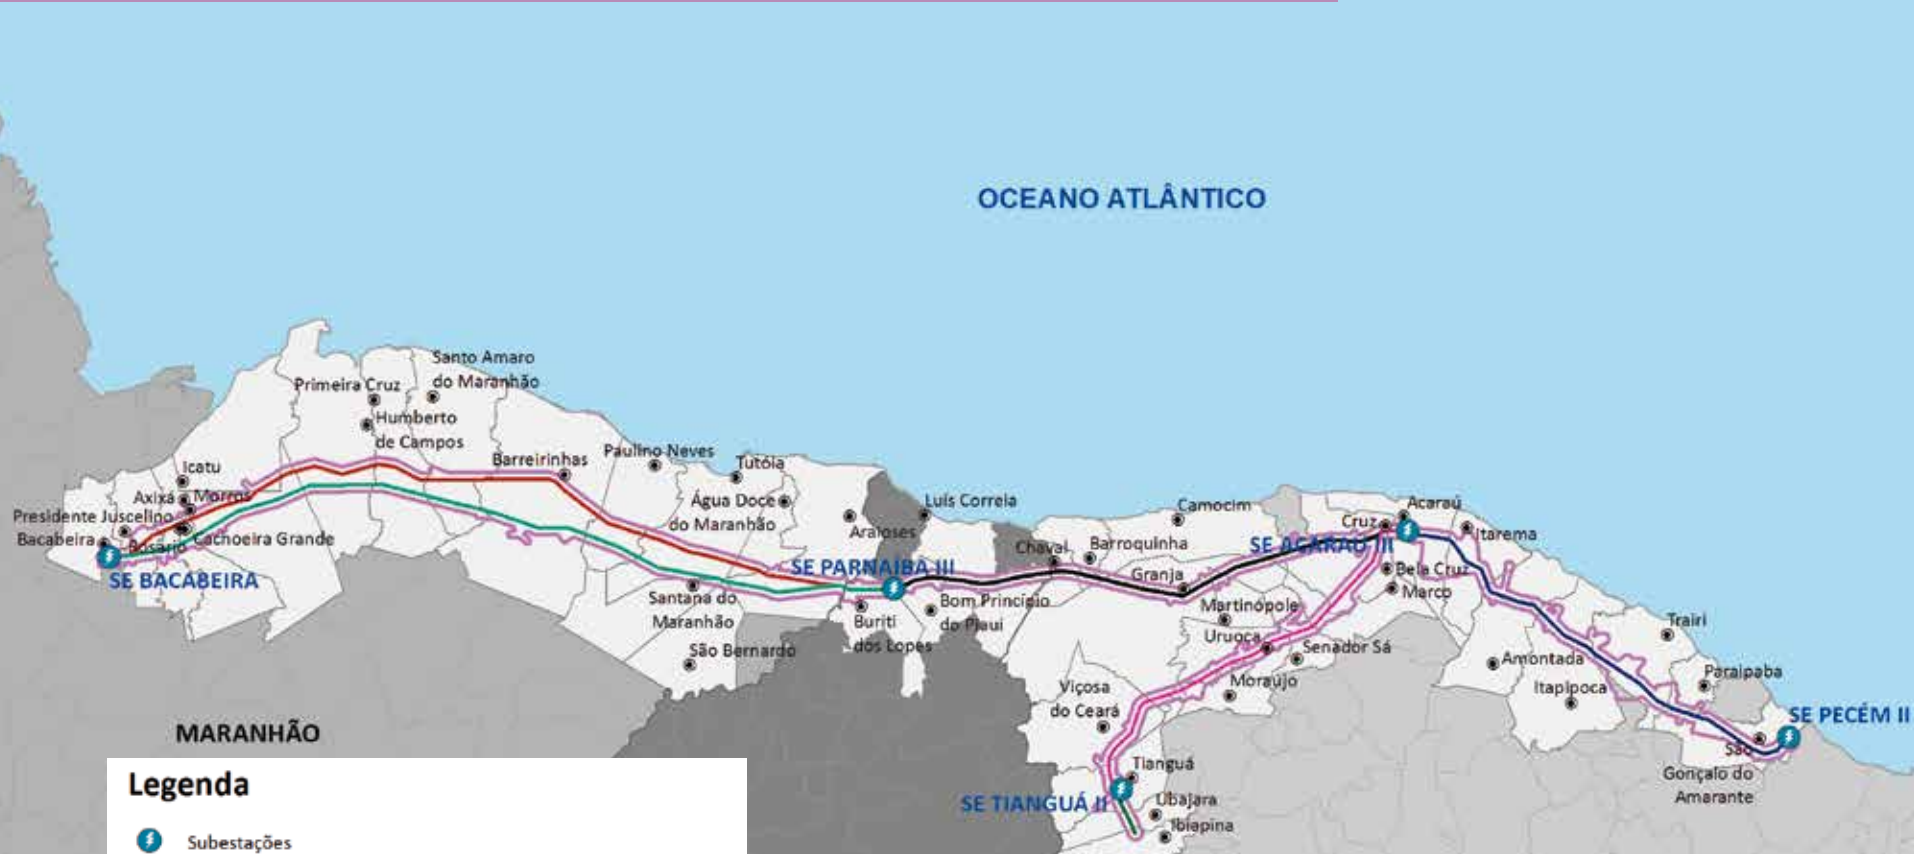 OCEANO ATLÂNTICO
Santo Amaro
do Maranhão
Primeira Cruz
Humberto
de Campos
Icatu
Axixá
Morros
Presidente Juscelino
Bacabeira
Rosário
Cachoeira Grande
SE BACABEIRA
Barreirinhas
Paulino Neves
Tutóia
Água Doce
do Maranhão
Araioses
Luís Correia
SE PARNAÍBA III
Santana do
Maranhão
São Bernardo
Buriti
dos Lopes
Bom Princípio
do Piauí
Chaval
Barroquinha
Camocim
Granja
Cruz
Acaraú
Itarema
SE ACARAÚ III
Bela Cruz
Marco
Martinópole
Uruoca
Senador Sá
Moraújo
Viçosa
do Ceará
Tianguá
SE TIANGUÁ II
Ubajara
Ibiapina
Amontada
Itapipoca
Trairi
Paraipaba
SE PECÉM II
São
Gonçalo do
Amarante
MARANHÃO
Legenda
Subestações